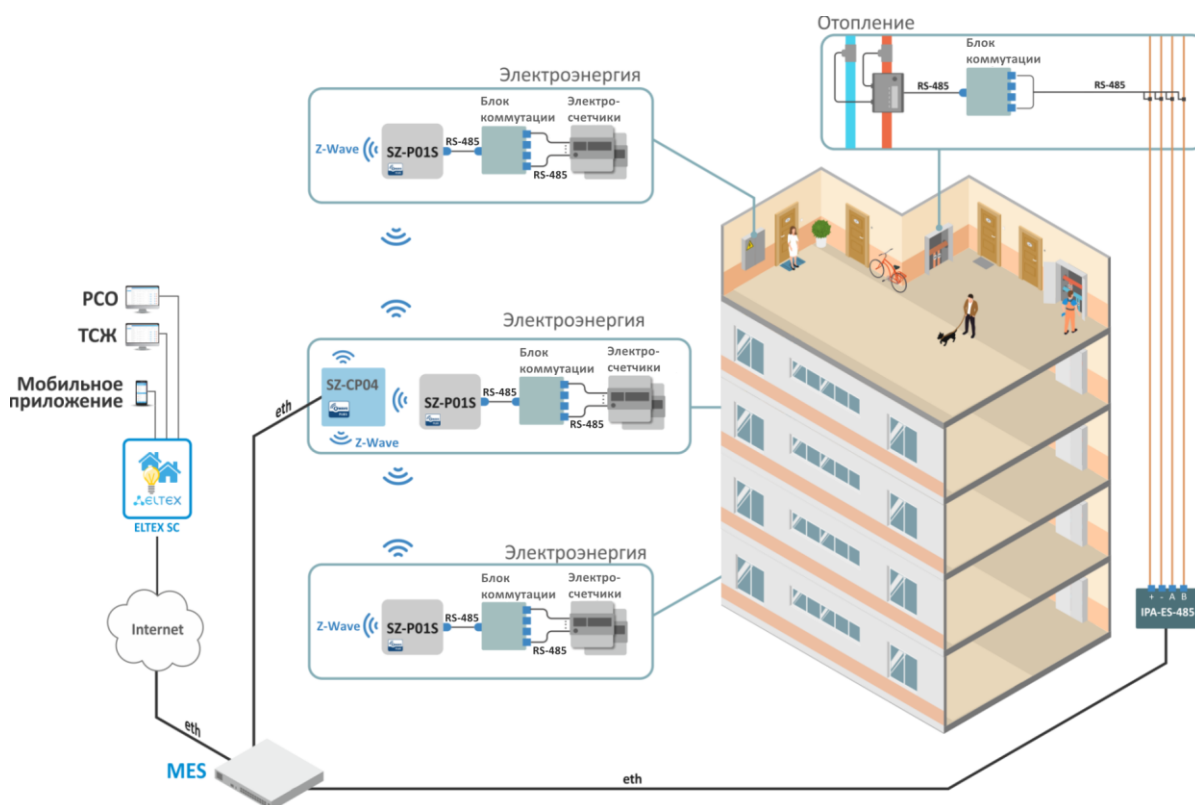 Отопление
Блок
коммутации
RS-485
RS-485
Электроэнергия
Блок
коммутации
Электро-
счетчики
Z-Wave
SZ-P01S
RS-485
RS-485
РСО
ТСЖ
Мобильное
приложение
ELTEX
ELTEX SC
Internet
eth
Электроэнергия
Блок
коммутации
Электро-
счетчики
SZ-CP04
SZ-P01S
RS-485
RS-485
Z-Wave
Электроэнергия
Блок
коммутации
Электро-
счетчики
Z-Wave
SZ-P01S
RS-485
RS-485
+ - A B
IPA-ES-485
eth
MES
eth